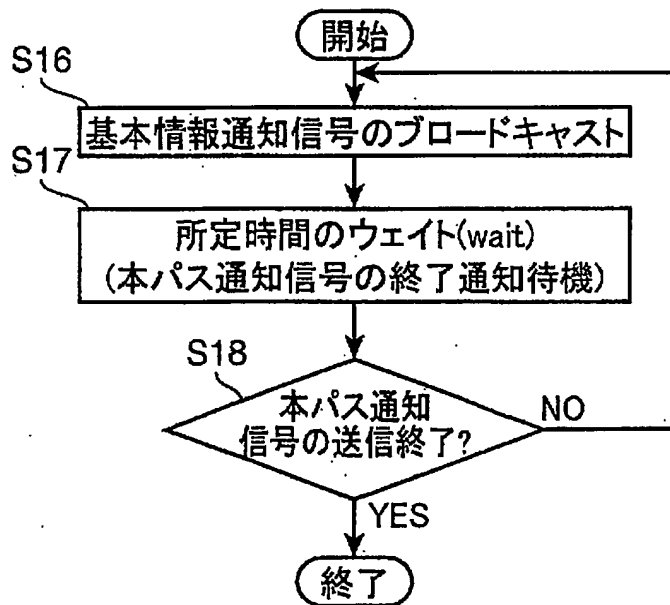 開始
S16
基本情報通知信号のブロードキャスト
S17
所定時間のウェイト(wait)
(本パス通知信号の終了通知待機)
S18
本パス通知
信号の送信終了?
NO
YES
終了